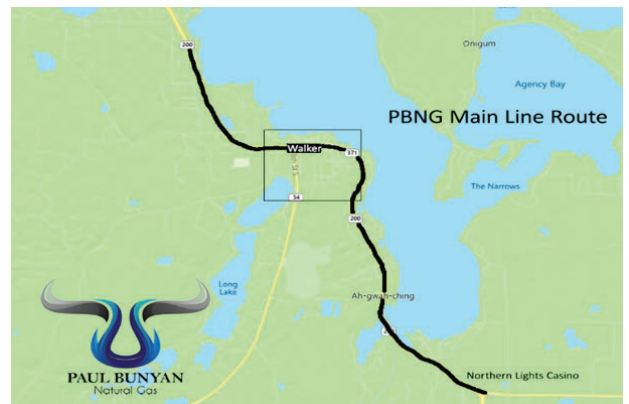 200
Onigum
Agency Bay
PBNG Main Line Route
Walker
371
The Narrows
34
200
Long
Lake
Ah-gwah-ching
Northern Lights Casino
PAUL BUNYAN
Natural Gas